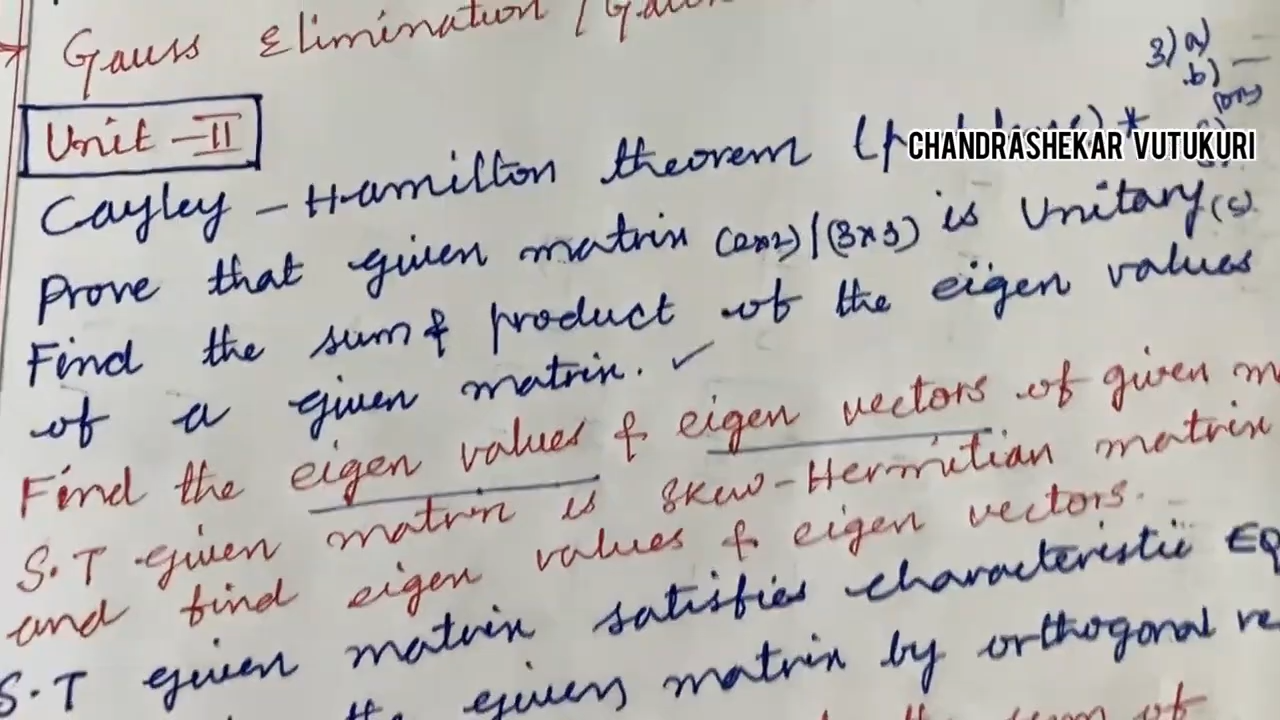 Gauss Elimination /
3) a)
b) —
(or)
Unit - II
CHANDRASHEKAR VUTUKURI
Cayley - Hamilton theorem
Prove that given matrix (2x2)/(3x3) is Unitary (S)
Find the sum & product of the eigen values
of a given matrix. ✓
Find the eigen values & eigen vectors of given
S.T given matrix is skew-Hermitian matrix
and find eigen values & eigen vectors.
S.T given matrix satisfies characteristic EQ
the given matrix by orthogonal
of